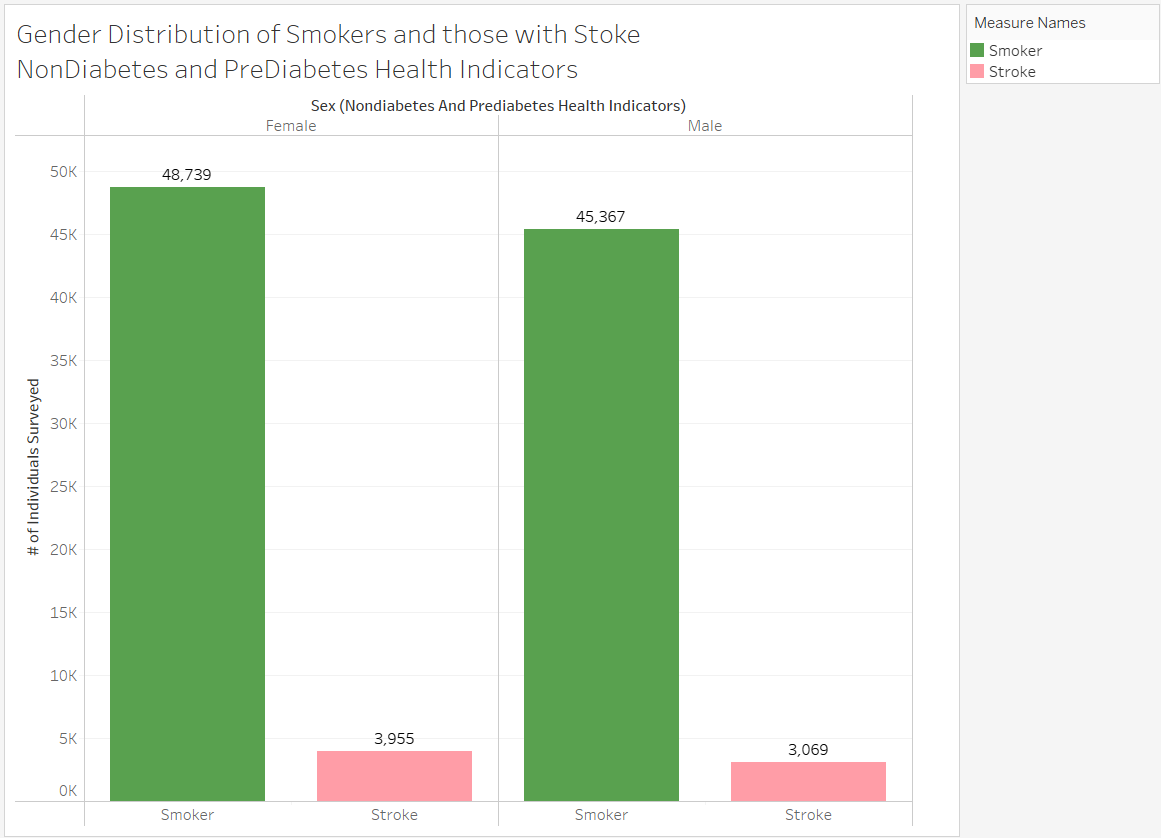 Gender Distribution of Smokers and those with Stoke
NonDiabetes and PreDiabetes Health Indicators
Measure Names
Smoker
Stroke
Sex (Nondiabetes And Prediabetes Health Indicators)
Female
Male
# of Individuals Surveyed
50K
45K
40K
35K
30K
25K
20K
15K
10K
5K
0K
48,739
3,955
45,367
3,069
Smoker
Stroke
Smoker
Stroke